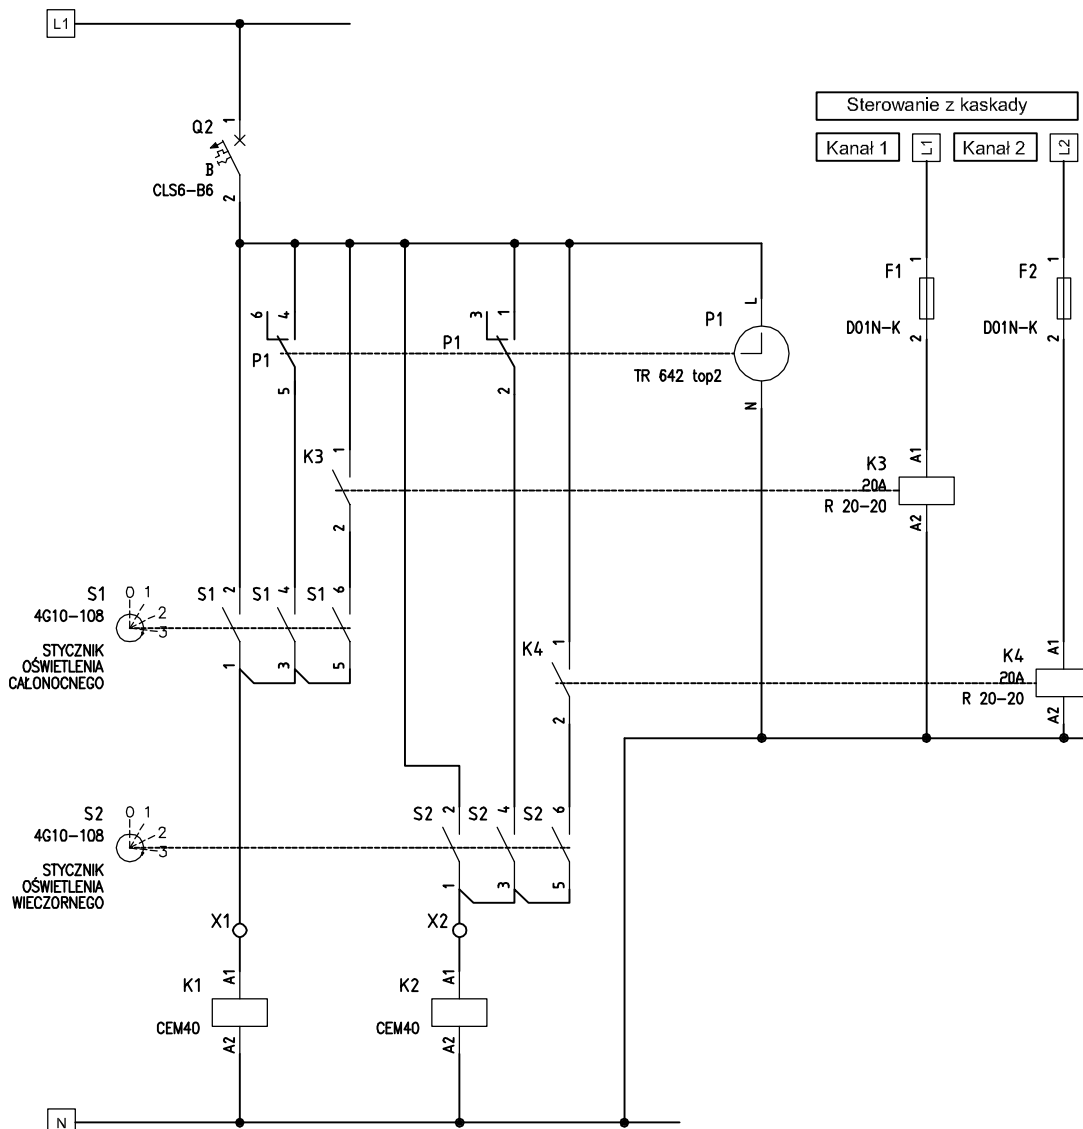 L1
Sterowanie z kaskady
Kanał 1
L1
Kanał 2
L2
Q2
1
B
CLS6-B6
2
F1
1
D01N-K
2
F2
1
D01N-K
2
6
4
P1
5
3
1
P1
2
P1
L
TR 642 top2
N
K3
1
2
K3
A1
20A
R 20-20
A2
S1
0
1
2
3
4G10-108
STYCZNIK
OŚWIETLENIA
CAŁONOCNEGO
S1
2
S1
4
S1
6
1
3
5
K4
1
2
K4
A1
20A
R 20-20
A2
S2
0
1
2
3
4G10-108
STYCZNIK
OŚWIETLENIA
WIECZORNEGO
S2
2
S2
4
S2
6
1
3
5
X1
X2
K1
A1
CEM40
A2
K2
A1
CEM40
A2
N